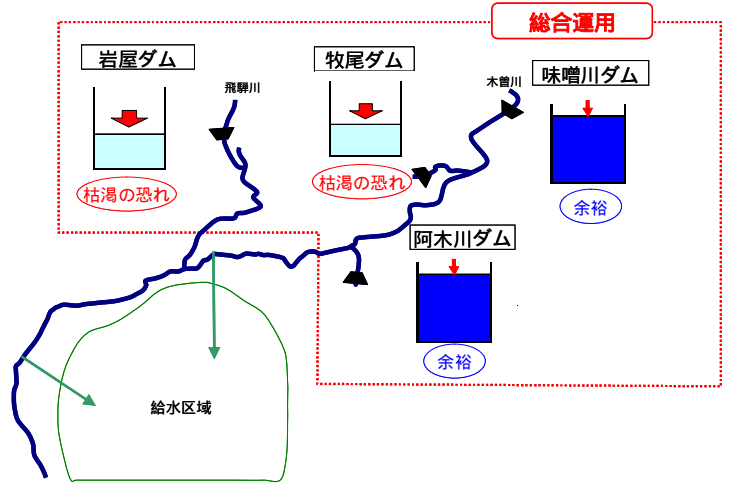 総合運用
岩屋ダム
牧尾ダム
味噌川ダム
飛騨川
木曽川
枯渇の恐れ
枯渇の恐れ
余裕
阿木川ダム
余裕
給水区域